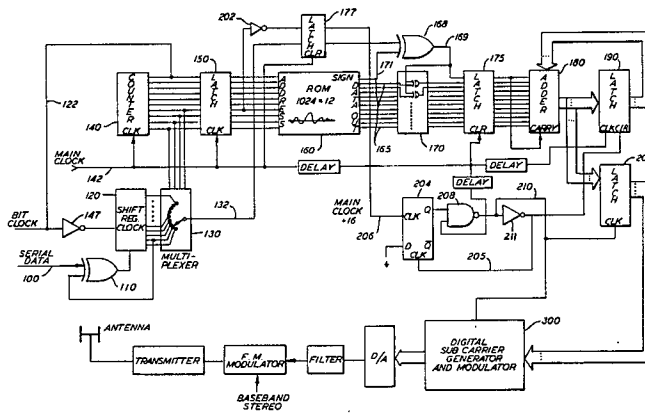 202
177
LATCH
CLR
168
169
171
150
175
180
190
122
COUNTER
CLK
140
LATCH
CLK
ADDRESS
ROM
1024×12
SIGN
DATA OUT
160
165
170
LATCH
CLR
ADDER
CARRY
LATCH
CLK CLR
MAIN
CLOCK
142
DELAY
DELAY
DELAY
20
LATCH
CLK
120
BIT
CLOCK
147
SHIFT
REG.
CLOCK
132
130
MULTI-
PLEXER
MAIN
CLOCK
÷16
206
204
CLK
Q
D
Q̅
208
210
211
205
SERIAL
DATA
100
110
ANTENNA
TRANSMITTER
F. M.
MODULATOR
FILTER
D/A
DIGITAL
SUB CARRIER
GENERATOR
AND MODULATOR
300
BASEBAND
STEREO